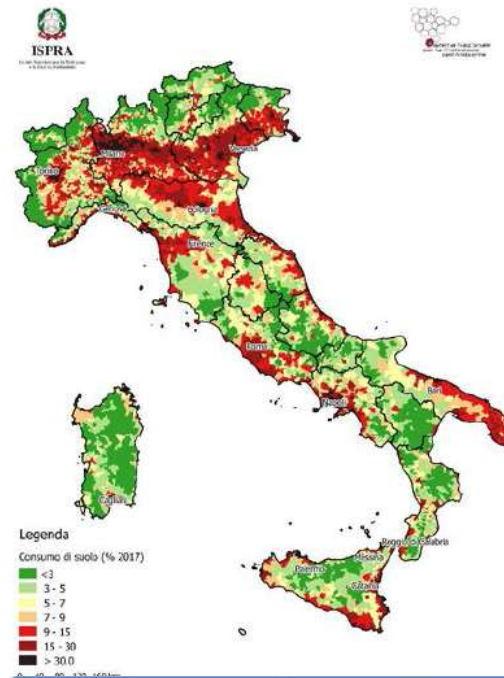 ISPRA
Milano
Venezia
Torino
Genova
Bologna
Firenze
Roma
Napoli
Bari
Cagliari
Reggio di Calabria
Messina
Palermo
Catania
Legenda
Consumo di suolo (% 2017)
<3
3 - 5
5 - 7
7 - 9
9 - 15
15 - 30
> 30.0